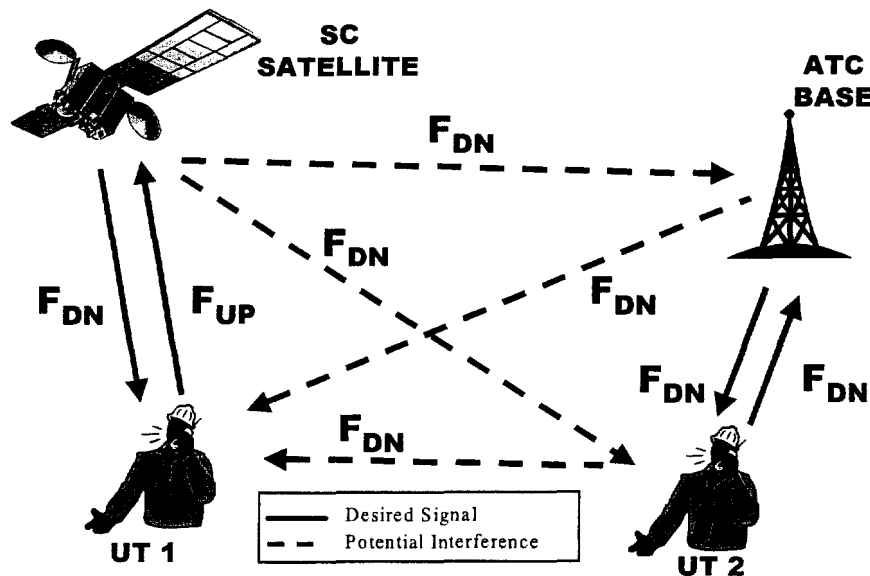 SC
SATELLITE
ATC
BASE
F_DN
F_DN
F_DN
F_DN
F_UP
F_DN
F_DN
F_DN
UT 1
Desired Signal
Potential Interference
UT 2